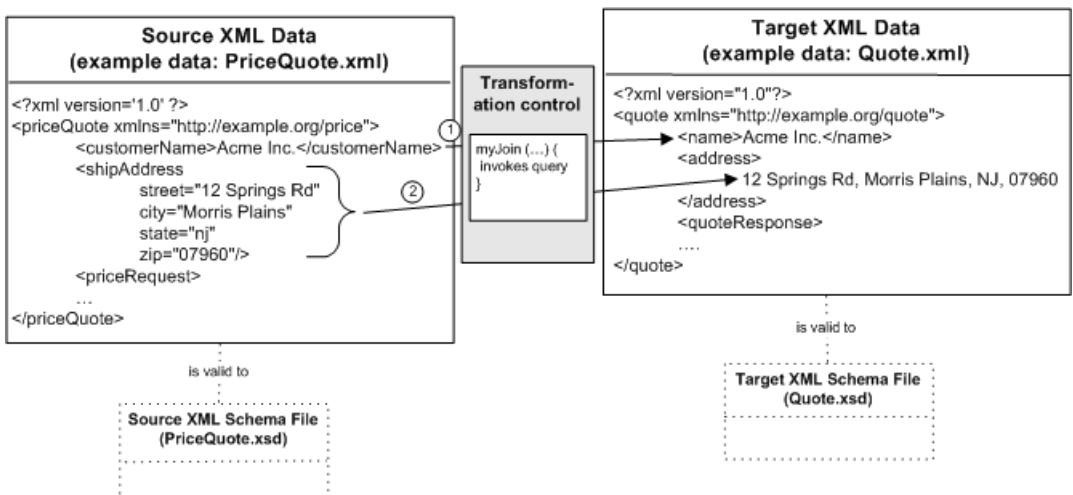 Source XML Data
(example data: PriceQuote.xml)
<?xml version='1.0' ?>
<priceQuote xmlns="http://example.org/price">
<customerName>Acme Inc.</customerName>
<shipAddress
street="12 Springs Rd"
city="Morris Plains"
state="nj"
zip="07960"/>
<priceRequest>
...
</priceQuote>
1
2
Transform-
ation control
myJoin (...) {
invokes query
}
Target XML Data
(example data: Quote.xml)
<?xml version="1.0"?>
<quote xmlns="http://example.org/quote">
<name>Acme Inc.</name>
<address>
12 Springs Rd, Morris Plains, NJ, 07960
</address>
<quoteResponse>
....
</quote>
is valid to
Source XML Schema File
(PriceQuote.xsd)
is valid to
Target XML Schema File
(Quote.xsd)